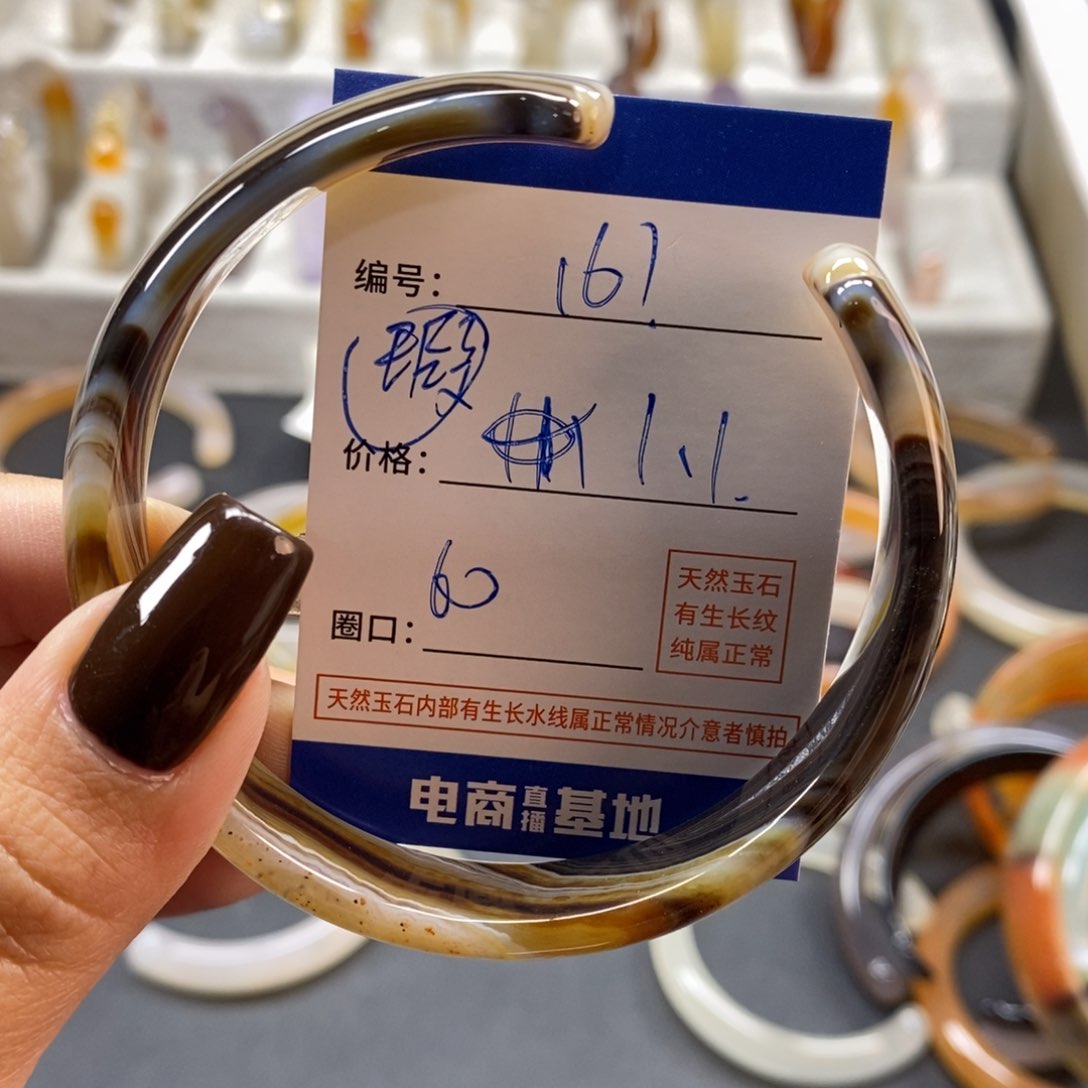 编号： 161
瑕
价格： 1.1.
圈口： 60
天然玉石
有生长纹
纯属正常
天然玉石内部有生长水线属正常情况介意者慎拍
电商直播基地